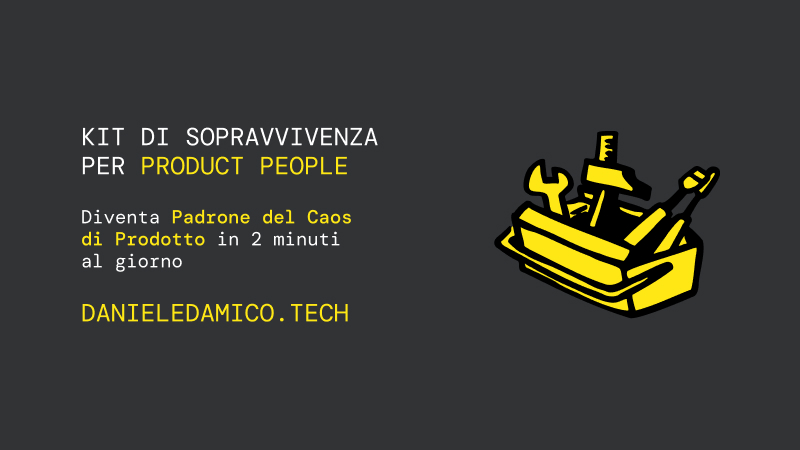 KIT DI SOPRAVVIVENZA
PER PRODUCT PEOPLE
Diventa Padrone del Caos
di Prodotto in 2 minuti
al giorno
DANIELEDAMICO.TECH